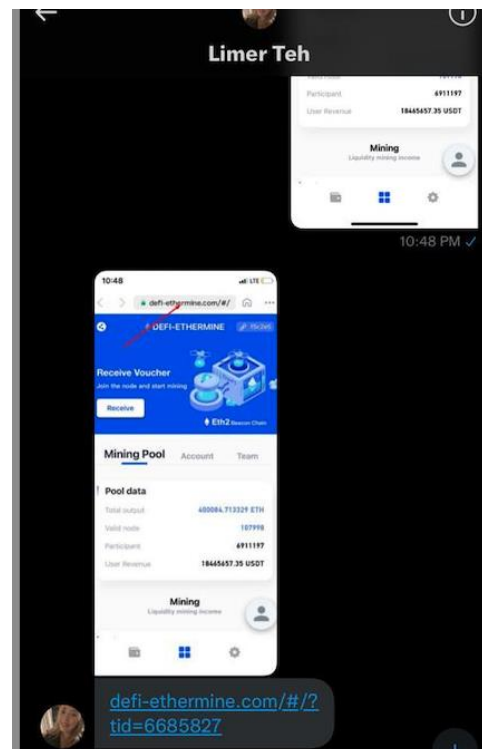 Limer Teh
Participant 6911197
User Revenue 18465657.35 USDT
Mining
Liquidity mining income
10:48 PM
10:48 LTE
defi-ethermine.com/#/
DEFI-ETHERMINE
Receive Voucher
Join the node and start mining
Receive
Eth2 Beacon Chain
Mining Pool Account Team
Pool data
Total output 400084.713329 ETH
Valid node 107998
Participant 6911197
User Revenue 18465657.35 USDT
Mining
Liquidity mining income
defi-ethermine.com/#/?
tid=6685827